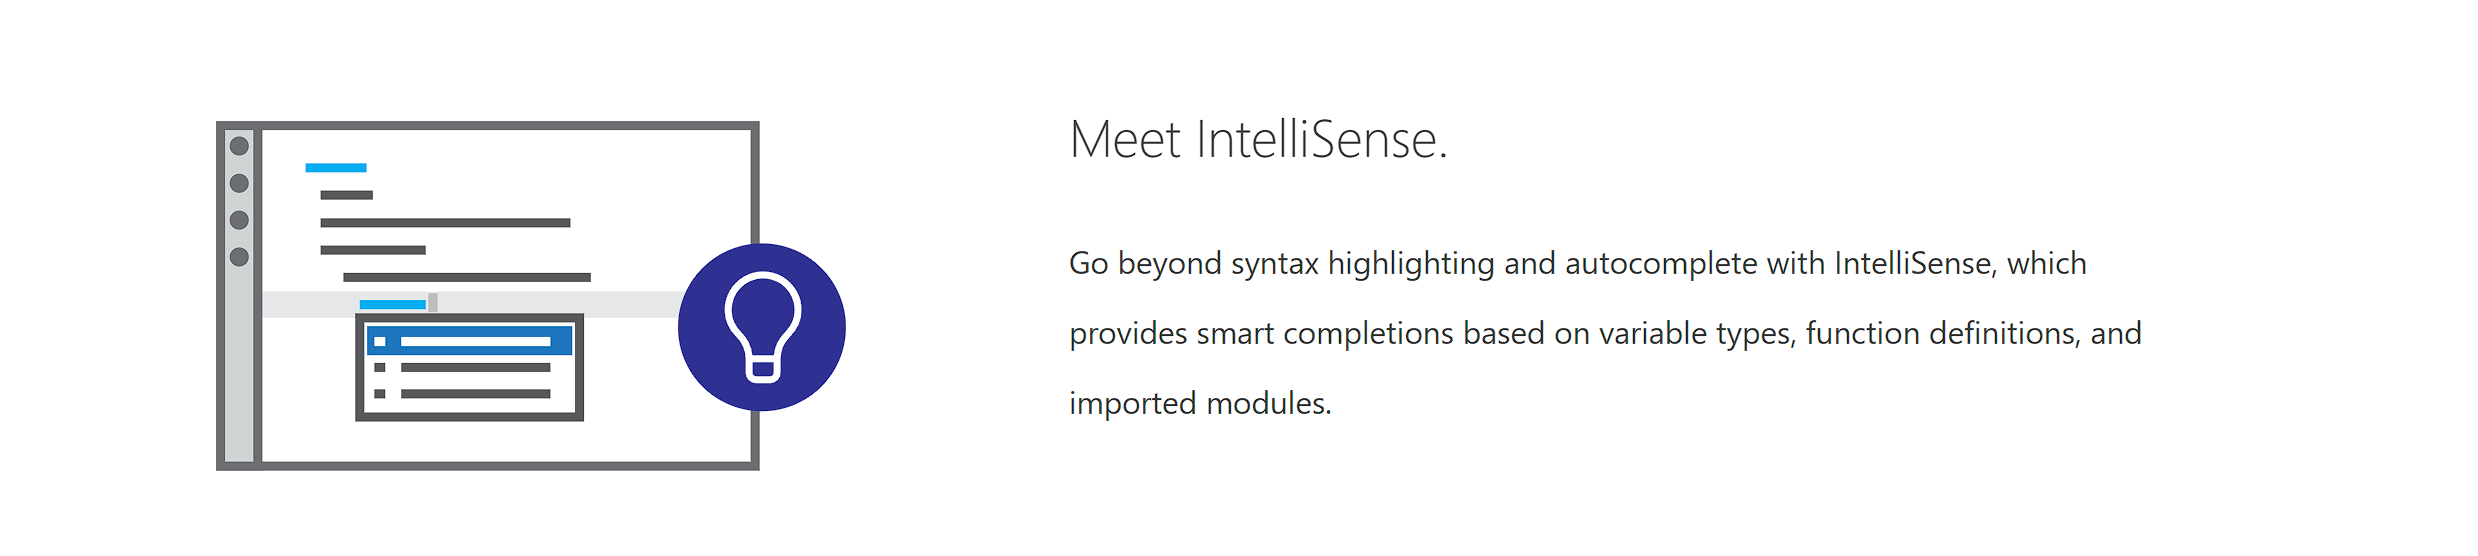 Meet IntelliSense.
Go beyond syntax highlighting and autocomplete with IntelliSense, which
provides smart completions based on variable types, function definitions, and
imported modules.